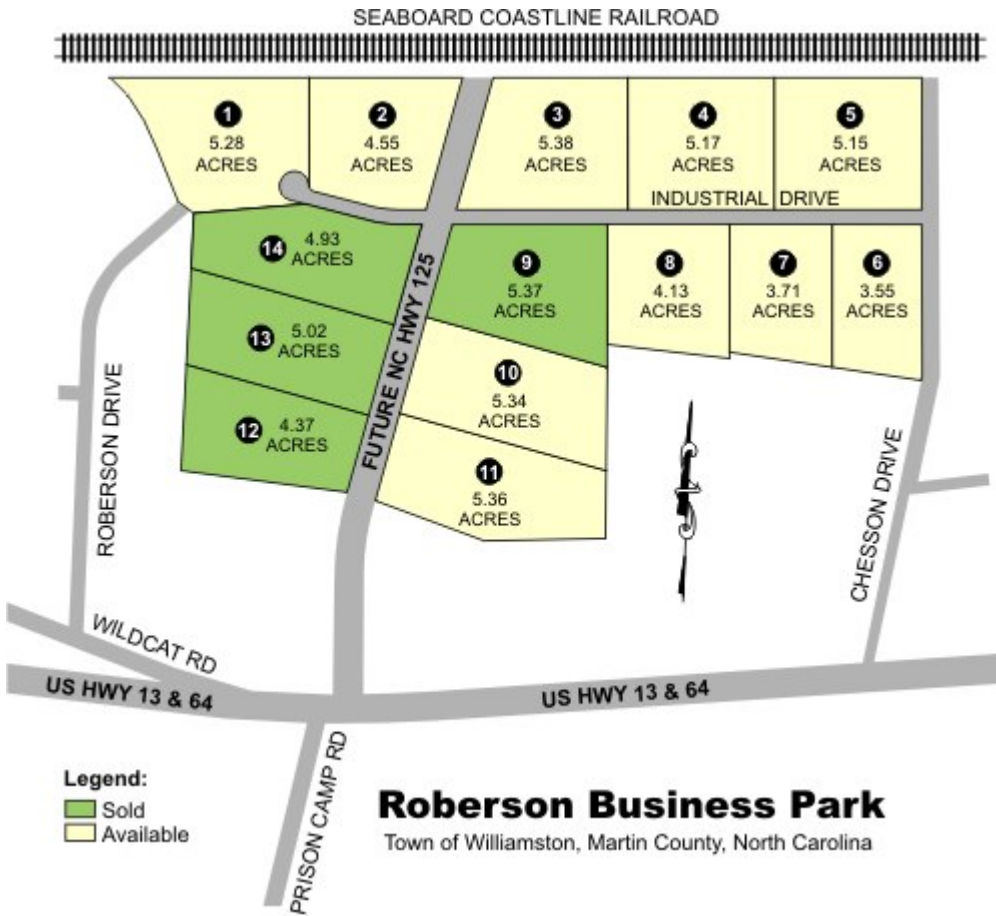 SEABOARD COASTLINE RAILROAD
1
5.28
ACRES
2
4.55
ACRES
3
5.38
ACRES
4
5.17
ACRES
5
5.15
ACRES
INDUSTRIAL DRIVE
14 4.93
ACRES
13 5.02
ACRES
12 4.37
ACRES
FUTURE NC HWY 125
9
5.37
ACRES
8
4.13
ACRES
7
3.71
ACRES
6
3.55
ACRES
10
5.34
ACRES
11
5.36
ACRES
ROBERSON DRIVE
CHESSON DRIVE
WILDCAT RD
US HWY 13 & 64
US HWY 13 & 64
PRISON CAMP RD
Legend:
Sold
Available
Roberson Business Park
Town of Williamston, Martin County, North Carolina